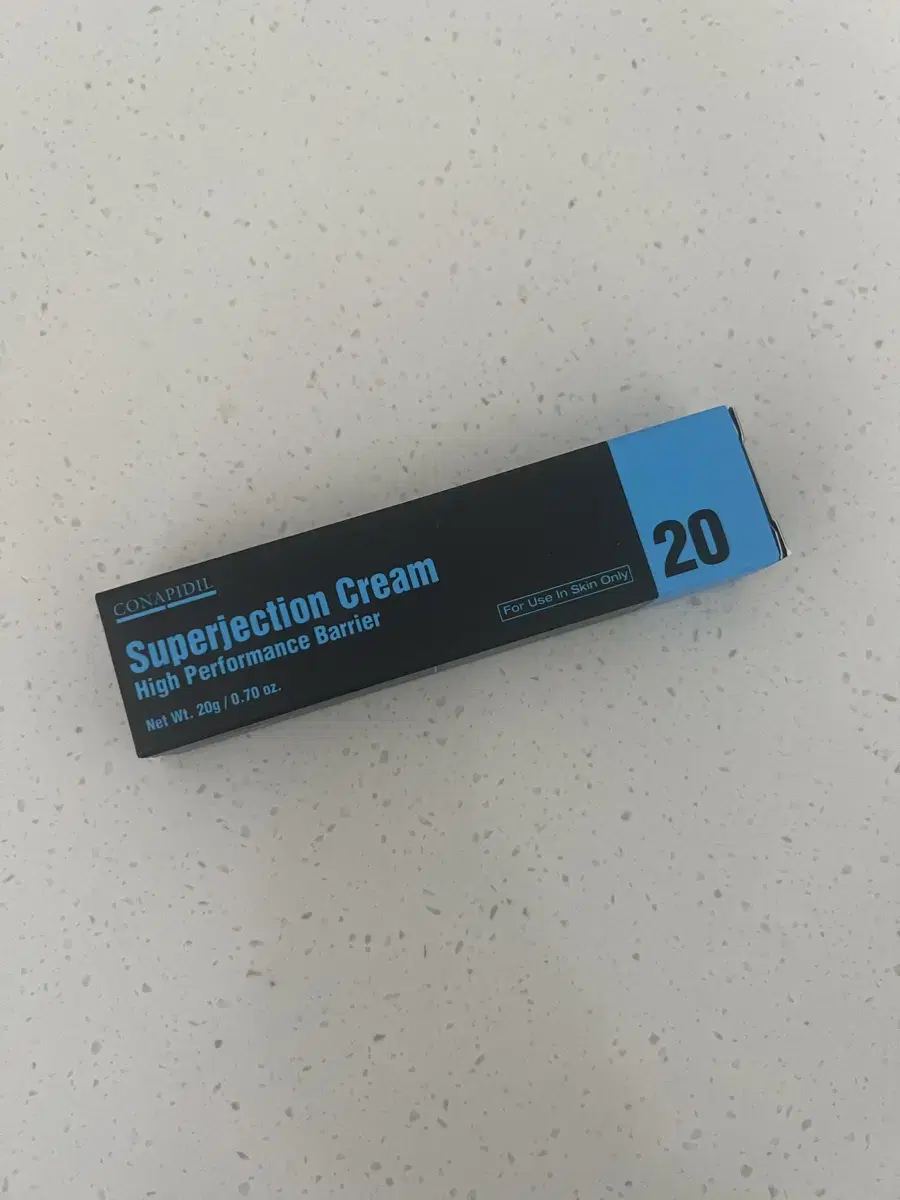 CONAPIDIL
Superjection Cream
High Performance Barrier
Net Wt. 20g / 0.70 oz.
For Use In Skin Only
20